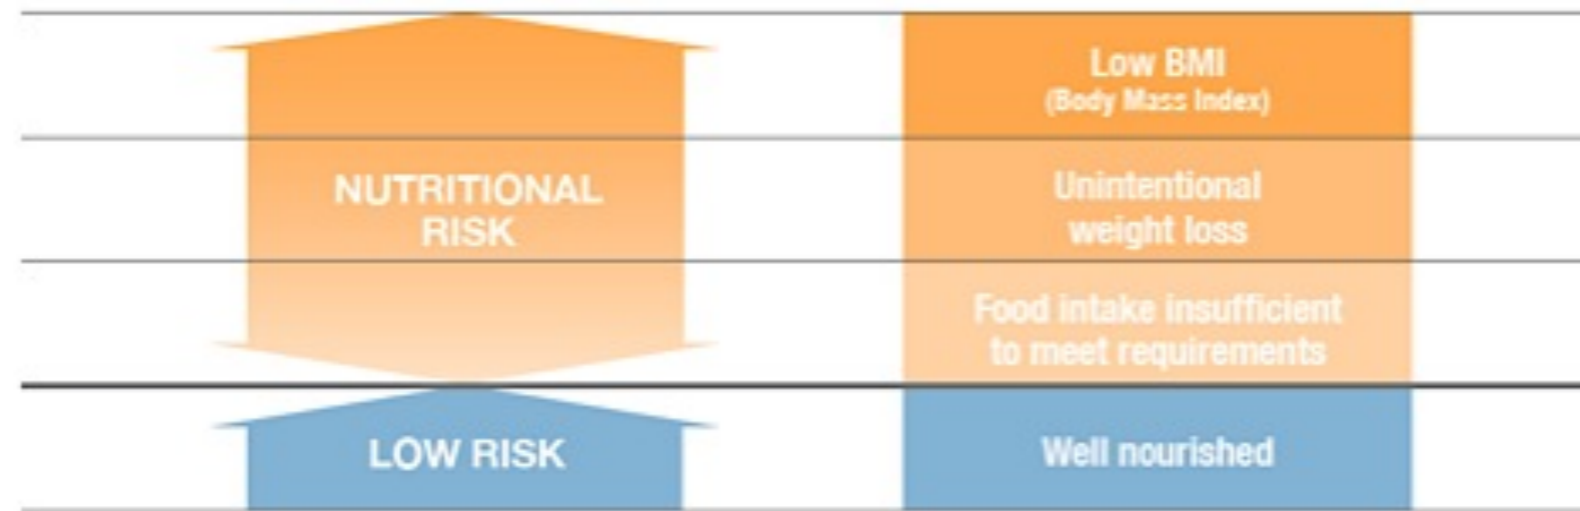 Low BMI
(Body Mass Index)
NUTRITIONAL
RISK
Unintentional
weight loss
Food intake insufficient
to meet requirements
LOW RISK
Well nourished